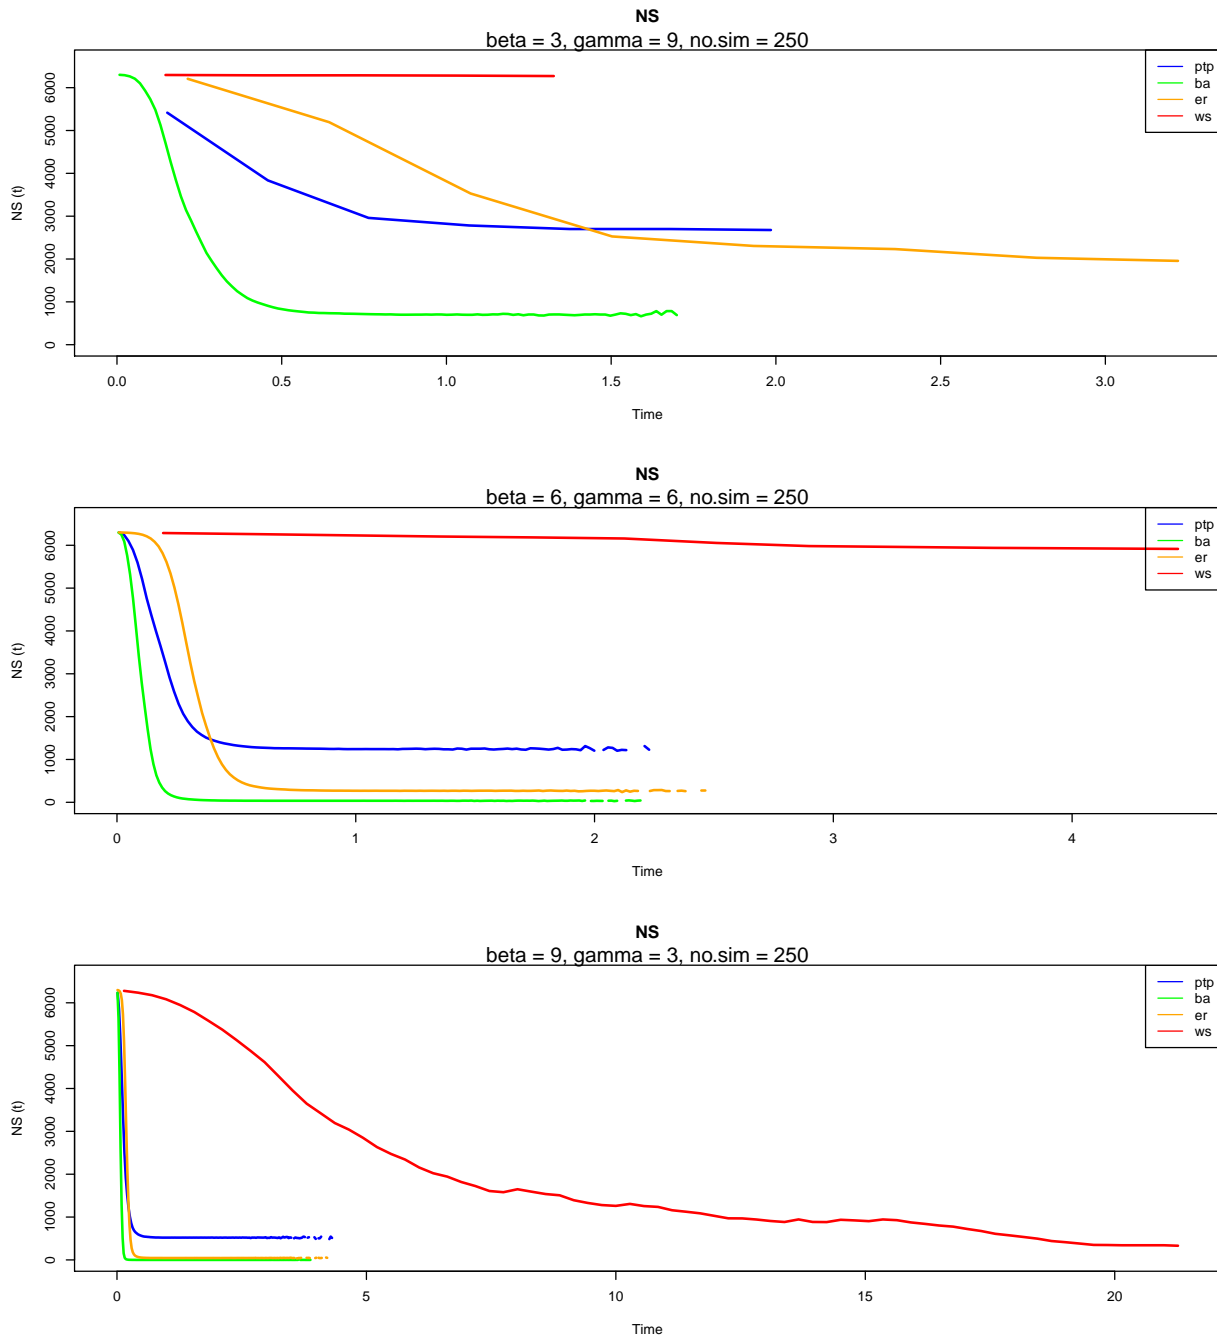 NS
beta = 3, gamma = 9, no.sim = 250
ptp
ba
er
ws
NS (t)
0
1000
2000
3000
4000
5000
6000
0.0 0.5 1.0 1.5 2.0 2.5 3.0
Time
NS
beta = 6, gamma = 6, no.sim = 250
ptp
ba
er
ws
NS (t)
0
1000
2000
3000
4000
5000
6000
0 1 2 3 4
Time
NS
beta = 9, gamma = 3, no.sim = 250
ptp
ba
er
ws
NS (t)
0
1000
2000
3000
4000
5000
6000
0 5 10 15 20
Time